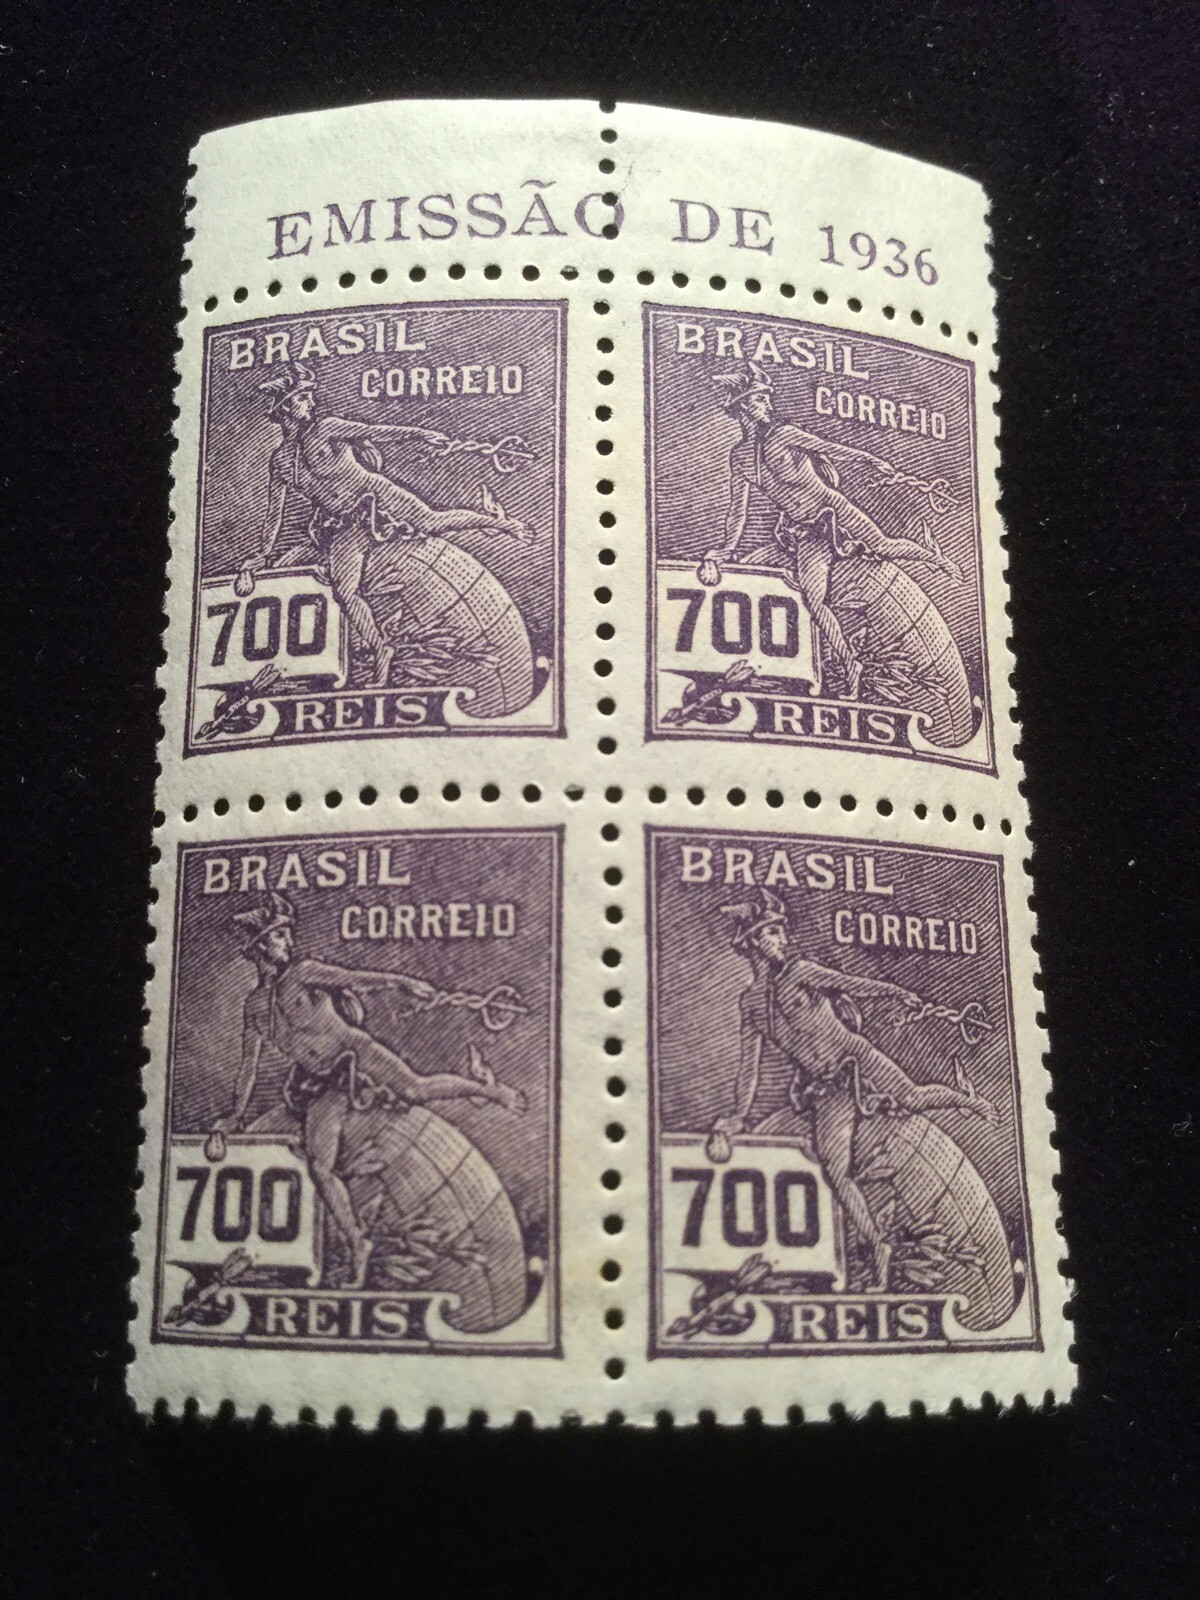 EMISSÃO DE 1936
BRASIL
CORREIO
700
REIS
BRASIL
CORREIO
700
REIS
BRASIL
CORREIO
700
REIS
BRASIL
CORREIO
700
REIS